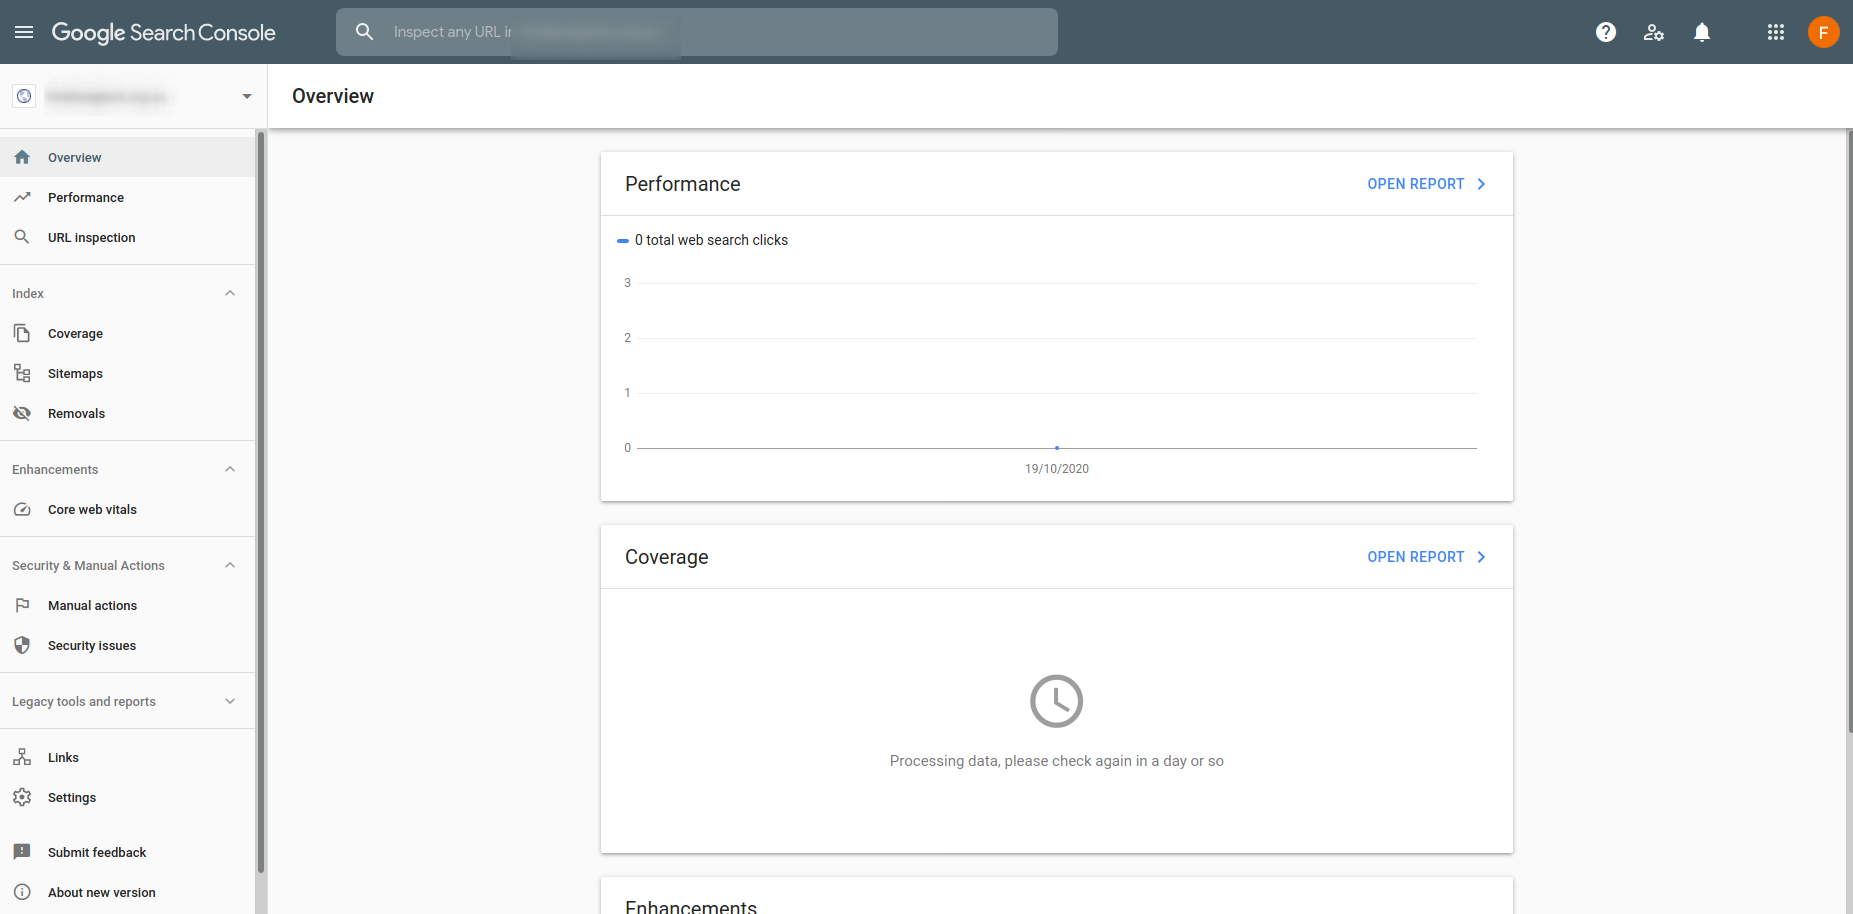 Google Search Console
Inspect any URL in
F
Overview
Overview
Performance
URL inspection
Index
Coverage
Sitemaps
Removals
Enhancements
Core web vitals
Security & Manual Actions
Manual actions
Security issues
Legacy tools and reports
Links
Settings
Submit feedback
About new version
Performance
OPEN REPORT
0 total web search clicks
3
2
1
0
19/10/2020
Coverage
OPEN REPORT
Processing data, please check again in a day or so
Enhancements